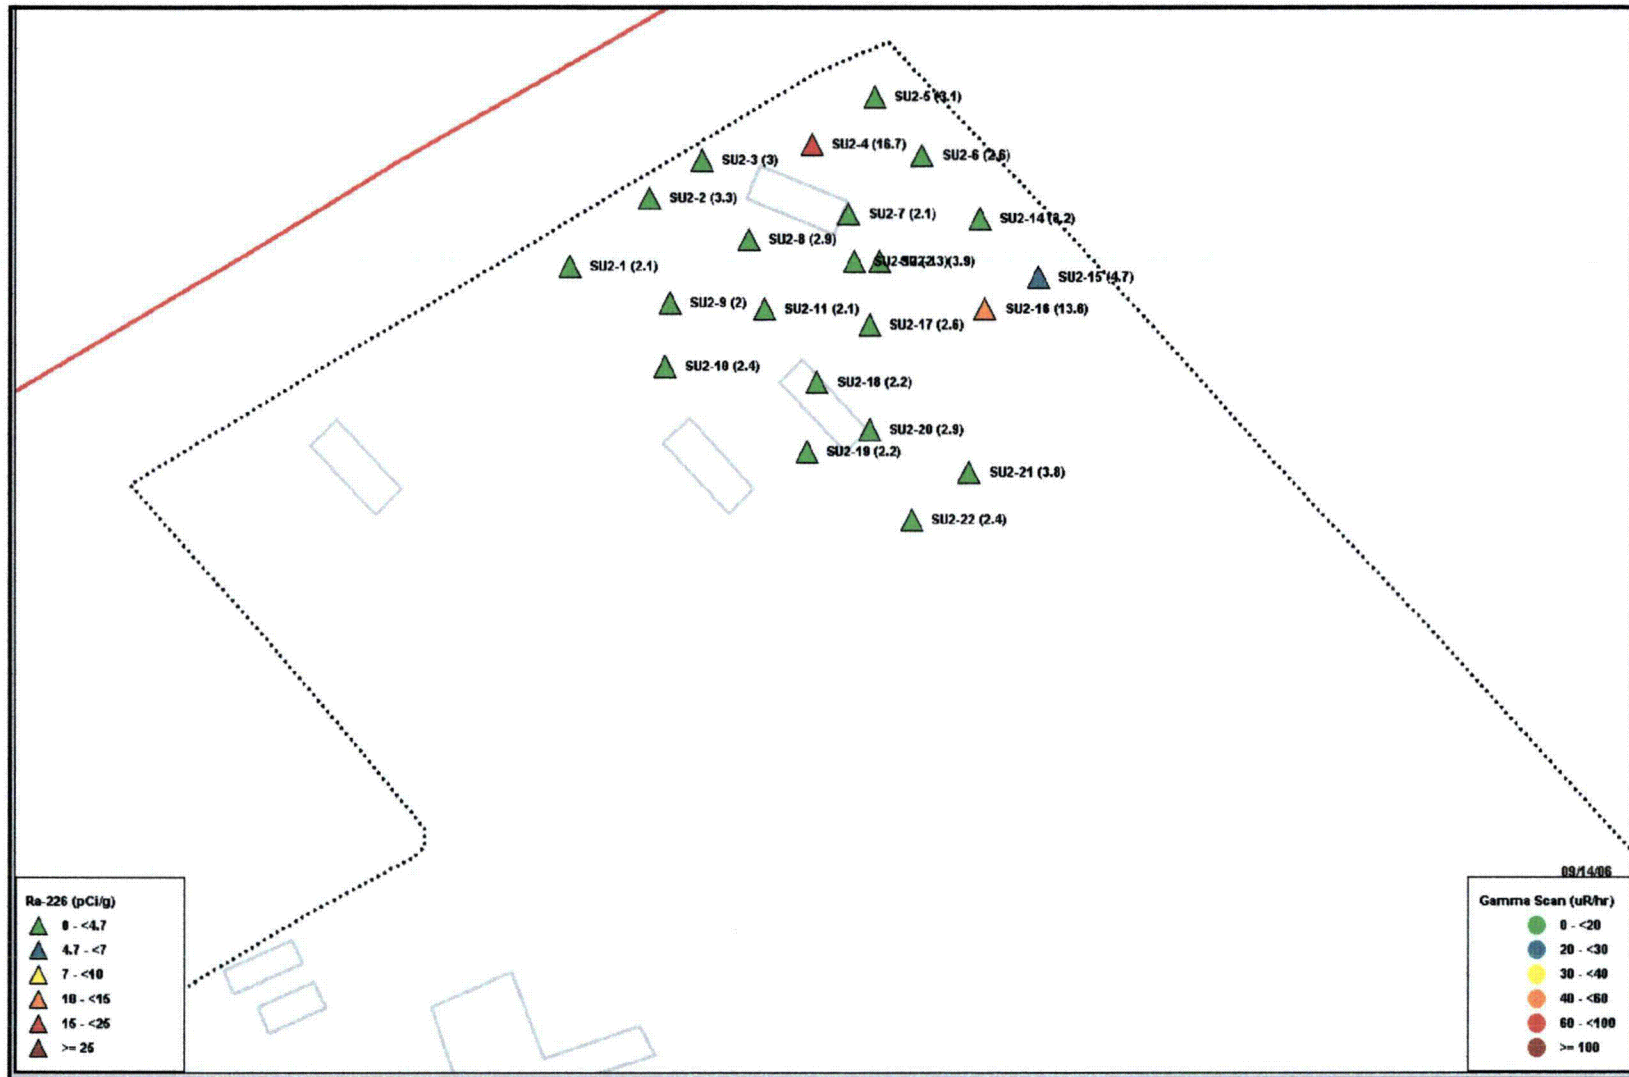 SU2-5 (3.1)
SU2-4 (16.7)
SU2-3 (3)
SU2-6 (2.6)
SU2-2 (3.3)
SU2-7 (2.1)
SU2-14
SU2-8 (2.9)
(3.9)
SU2-1 (2.1)
SU2-15 (4.7)
SU2-9 (2)
SU2-11 (2.1)
SU2-16 (13.6)
SU2-17 (2.6)
SU2-10 (2.4)
SU2-18 (2.2)
SU2-20 (2.9)
SU2-19 (2.2)
SU2-21 (3.8)
SU2-22 (2.4)
09/14/06
Ra-226 (pCi/g)
0 - <4.7
4.7 - <7
7 - <10
10 - <15
15 - <25
>= 25
Gamma Scan (uR/hr)
0 - <20
20 - <30
30 - <40
40 - <60
60 - <100
>= 100